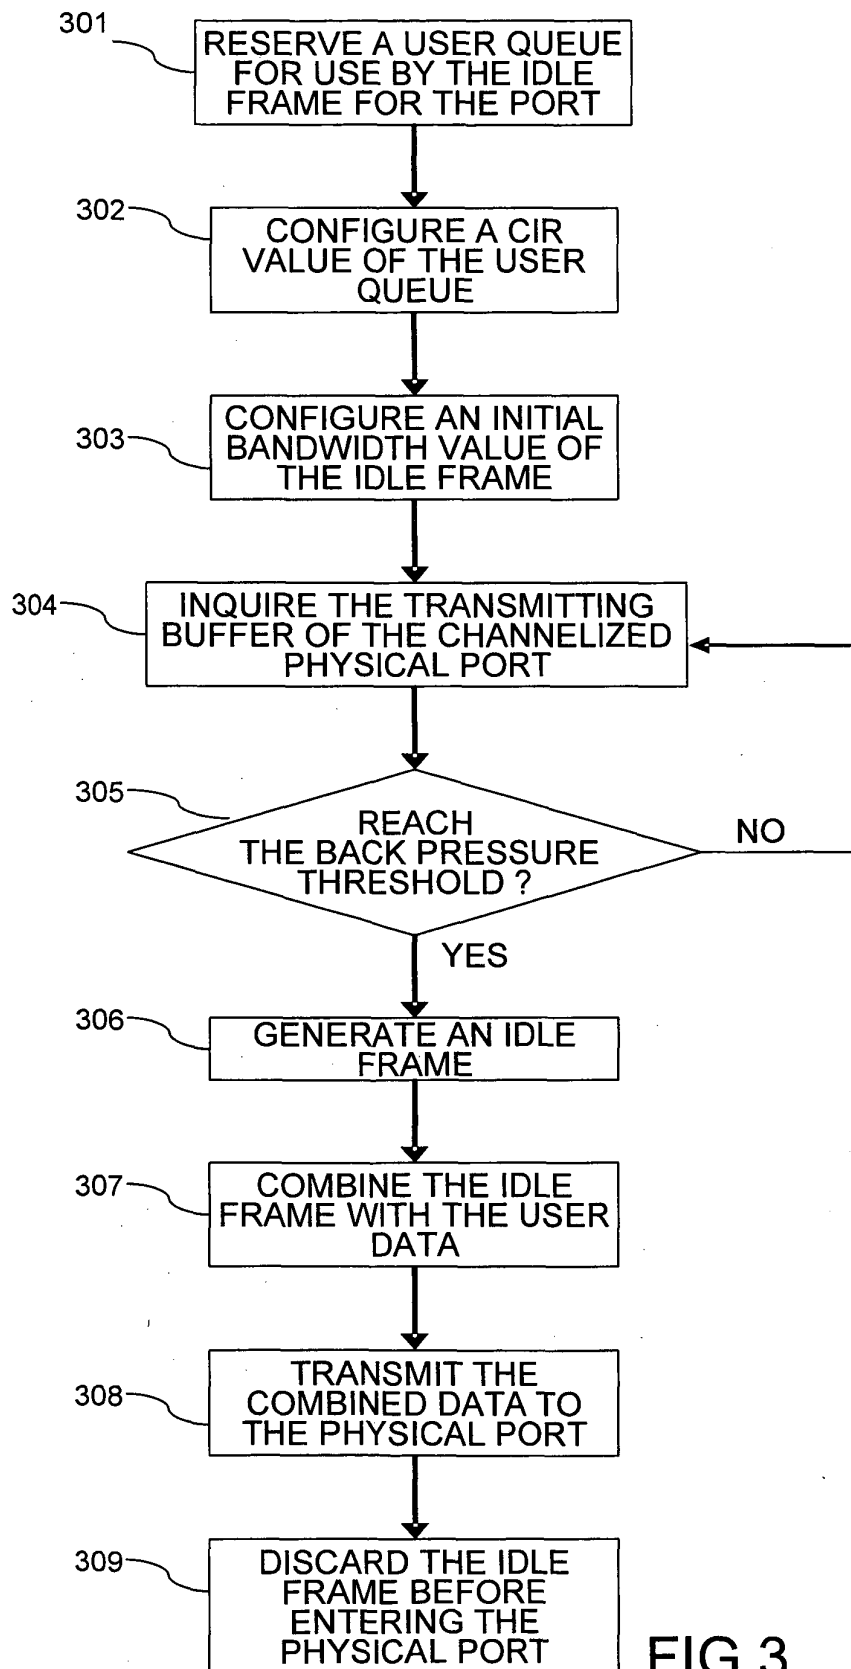 301
RESERVE A USER QUEUE
FOR USE BY THE IDLE
FRAME FOR THE PORT
302
CONFIGURE A CIR
VALUE OF THE USER
QUEUE
303
CONFIGURE AN INITIAL
BANDWIDTH VALUE OF
THE IDLE FRAME
304
INQUIRE THE TRANSMITTING
BUFFER OF THE CHANNELIZED
PHYSICAL PORT
305
REACH
THE BACK PRESSURE
THRESHOLD ?
NO
YES
306
GENERATE AN IDLE
FRAME
307
COMBINE THE IDLE
FRAME WITH THE USER
DATA
308
TRANSMIT THE
COMBINED DATA TO
THE PHYSICAL PORT
309
DISCARD THE IDLE
FRAME BEFORE
ENTERING THE
PHYSICAL PORT
FIG.3